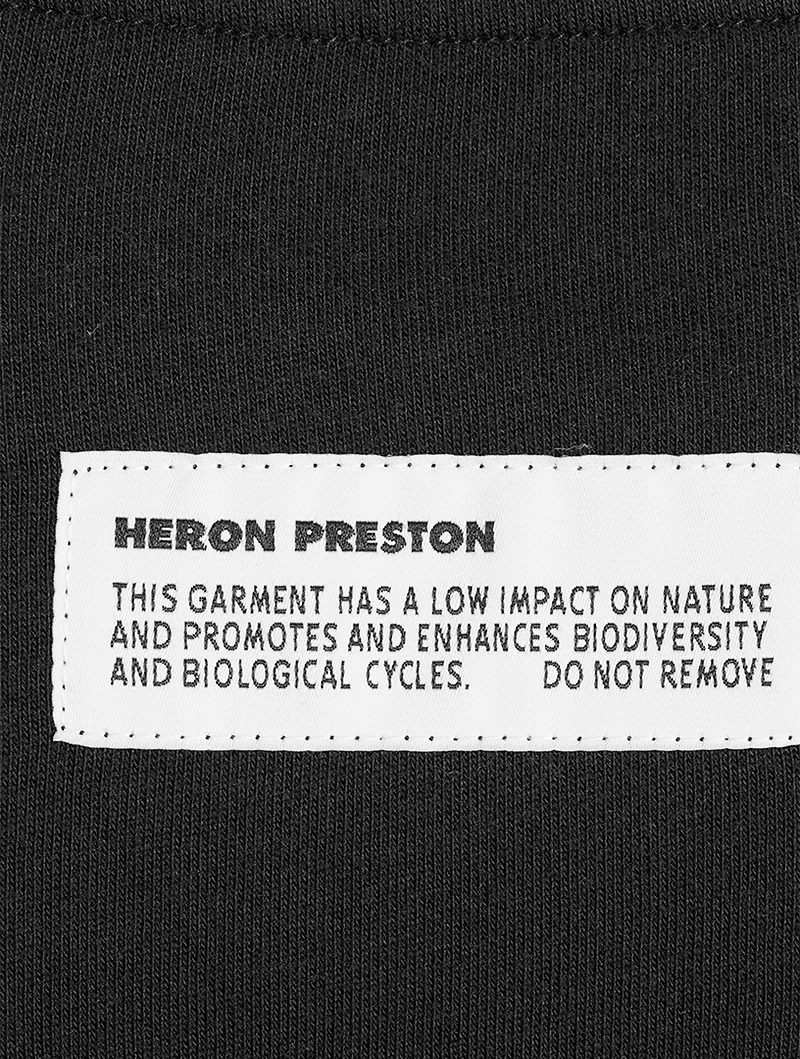 HERON PRESTON
THIS GARMENT HAS A LOW IMPACT ON NATURE
AND PROMOTES AND ENHANCES BIODIVERSITY
AND BIOLOGICAL CYCLES. DO NOT REMOVE